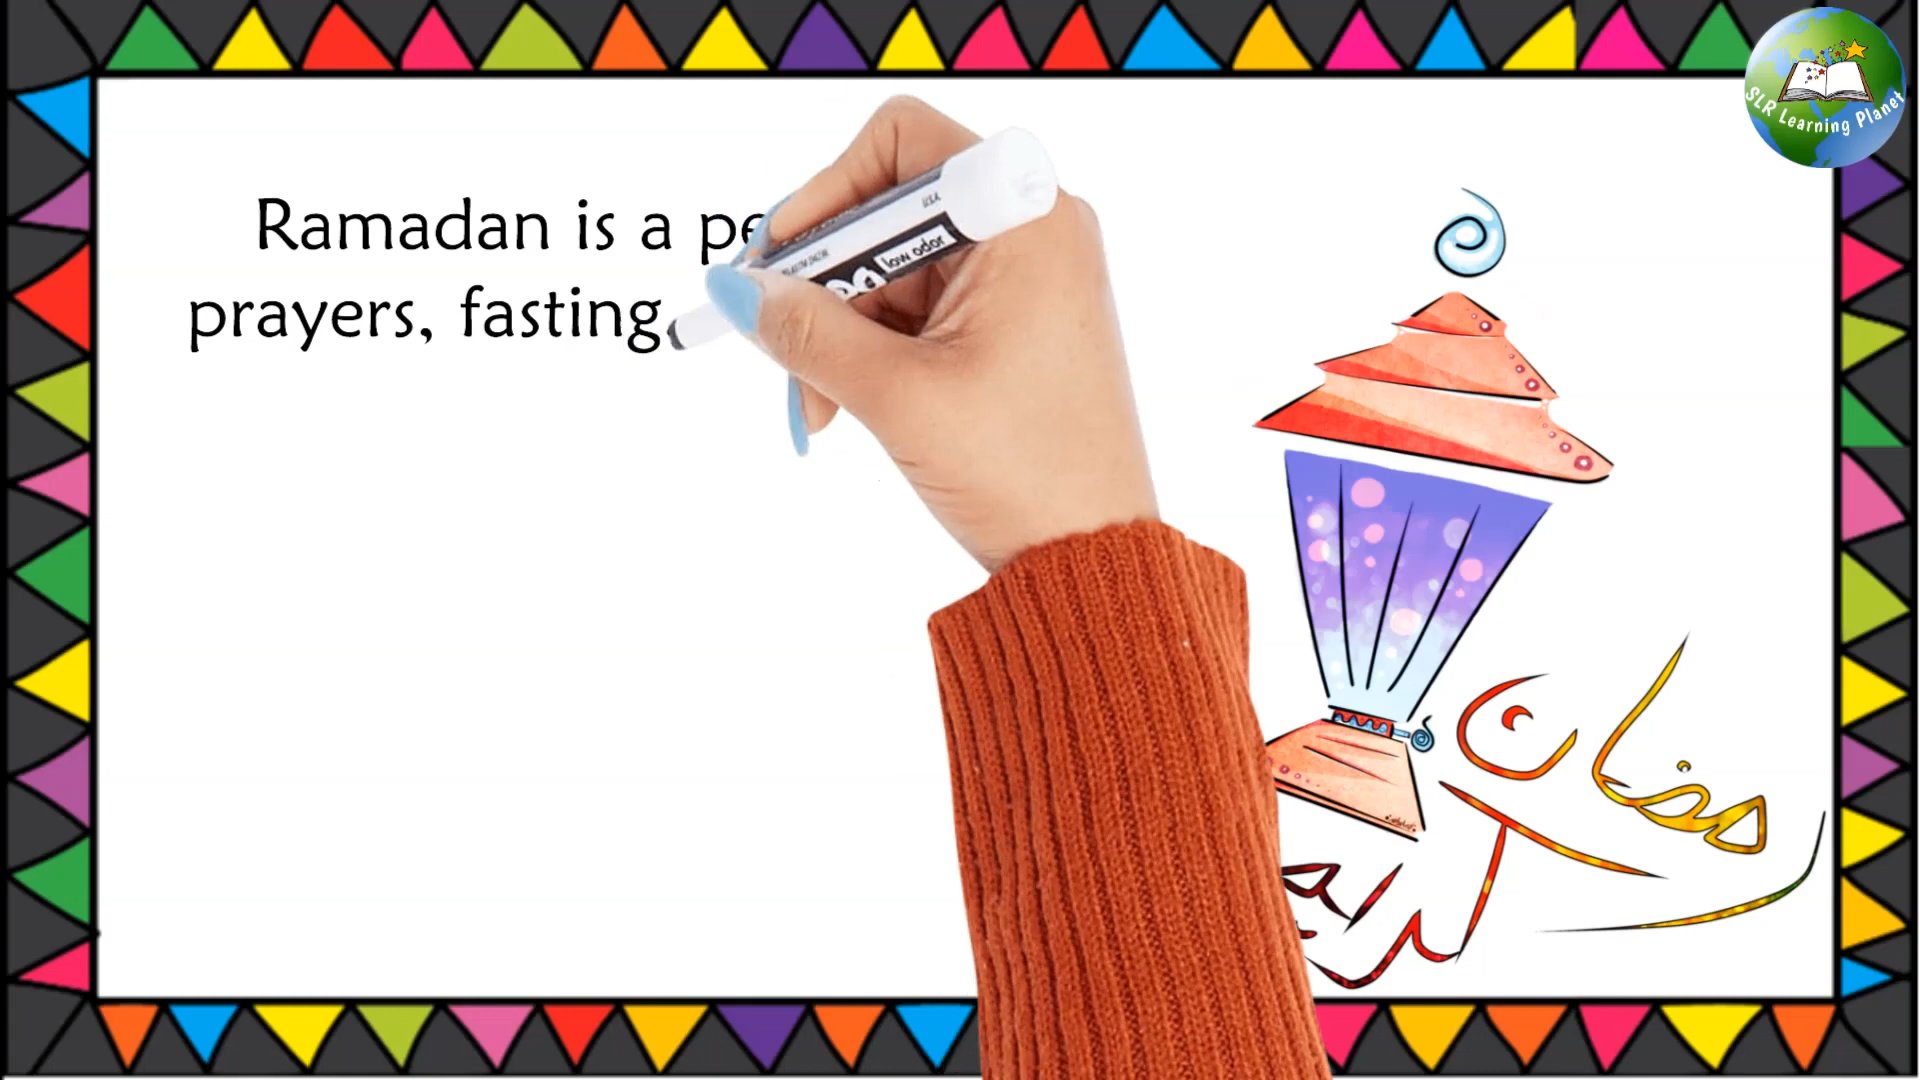 Ramadan is a pe
prayers, fasting
SLR Learning Planet
low odor
U.S.A.
رمضان
كريم